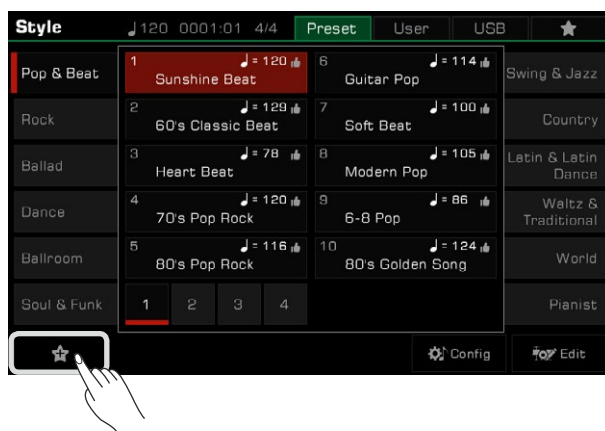 Style ♩120 0001:01 4/4 Preset User USB
Pop & Beat
Rock
Ballad
Dance
Ballroom
Soul & Funk
1 ♩=120
Sunshine Beat
2 ♩=129
60's Classic Beat
3 ♩=78
Heart Beat
4 ♩=120
70's Pop Rock
5 ♩=116
80's Pop Rock
6 ♩=114
Guitar Pop
7 ♩=100
Soft Beat
8 ♩=105
Modern Pop
9 ♩=86
6-8 Pop
10 ♩=124
80's Golden Song
1 2 3 4
Swing & Jazz
Country
Latin & Latin
Dance
Waltz &
Traditional
World
Pianist
Config Edit